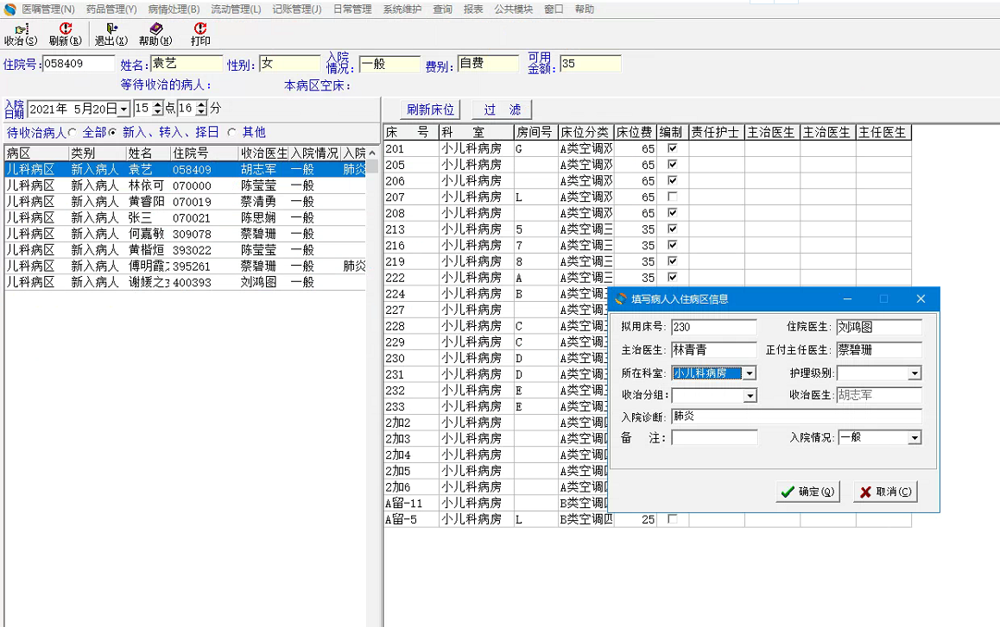 医嘱管理(N) 药品管理(Y) 病情处理(B) 流动管理(L) 记账管理(J) 日常管理 系统维护 查询 报表 公共模块 窗口 帮助
收治(S) 刷新(R) 退出(X) 帮助(H) 打印
住院号:058409 姓名:袁艺 性别:女 入院情况:一般 费别:自费 可用金额:35
等待收治的病人: 本病区空床:
入院日期 2021年 5月20日 15 点 16 分
待收治病人 全部 新入、转入、择日 其他
病区 类别 姓名 住院号 收治医生 入院情况 入院
儿科病区 新入病人 袁艺 058409 胡志军 一般 肺炎
儿科病区 新入病人 林依可 070000 陈莹莹 一般
儿科病区 新入病人 黄睿阳 070019 蔡清勇 一般
儿科病区 新入病人 张三 070021 陈思娴 一般
儿科病区 新入病人 何嘉敏 309078 蔡碧珊 一般
儿科病区 新入病人 黄楷烜 393022 陈莹莹 一般
儿科病区 新入病人 傅明霞 395261 蔡碧珊 一般 肺炎
儿科病区 新入病人 谢媛之 400393 刘鸿图 一般
刷新床位 过 滤
床 号 科 室 房间号 床位分类 床位费 编制 责任护士 主治医生 主治医生 主任医生
201 小儿科病房 G A类空调双 65
205 小儿科病房 A类空调双 65
206 小儿科病房 A类空调双 65
207 小儿科病房 L A类空调双 65
208 小儿科病房 A类空调双 65
213 小儿科病房 5 A类空调三 35
216 小儿科病房 7 A类空调三 35
219 小儿科病房 8 A类空调三 35
222 小儿科病房 A A类空调三 35
224 小儿科病房 B A类空调三
227 小儿科病房 A类空调三
228 小儿科病房 C A类空调三
229 小儿科病房 C A类空调三
230 小儿科病房 D A类空调三
231 小儿科病房 D A类空调三
232 小儿科病房 E A类空调三
233 小儿科病房 E A类空调三
2加2 小儿科病房 A类空调四
2加3 小儿科病房 A类空调四
2加4 小儿科病房 A类空调四
2加5 小儿科病房 A类空调四
2加6 小儿科病房 A类空调四
A留-11 小儿科病房 B类空调四
A留-5 小儿科病房 L B类空调四 25
填写病人入住病区信息
拟用床号: 230 住院医生: 刘鸿图
主治医生: 林青青 正付主任医生: 蔡碧珊
所在科室: 小儿科病房 护理级别:
收治分组: 收治医生: 胡志军
入院诊断: 肺炎
备 注: 入院情况: 一般
确定(O) 取消(C)